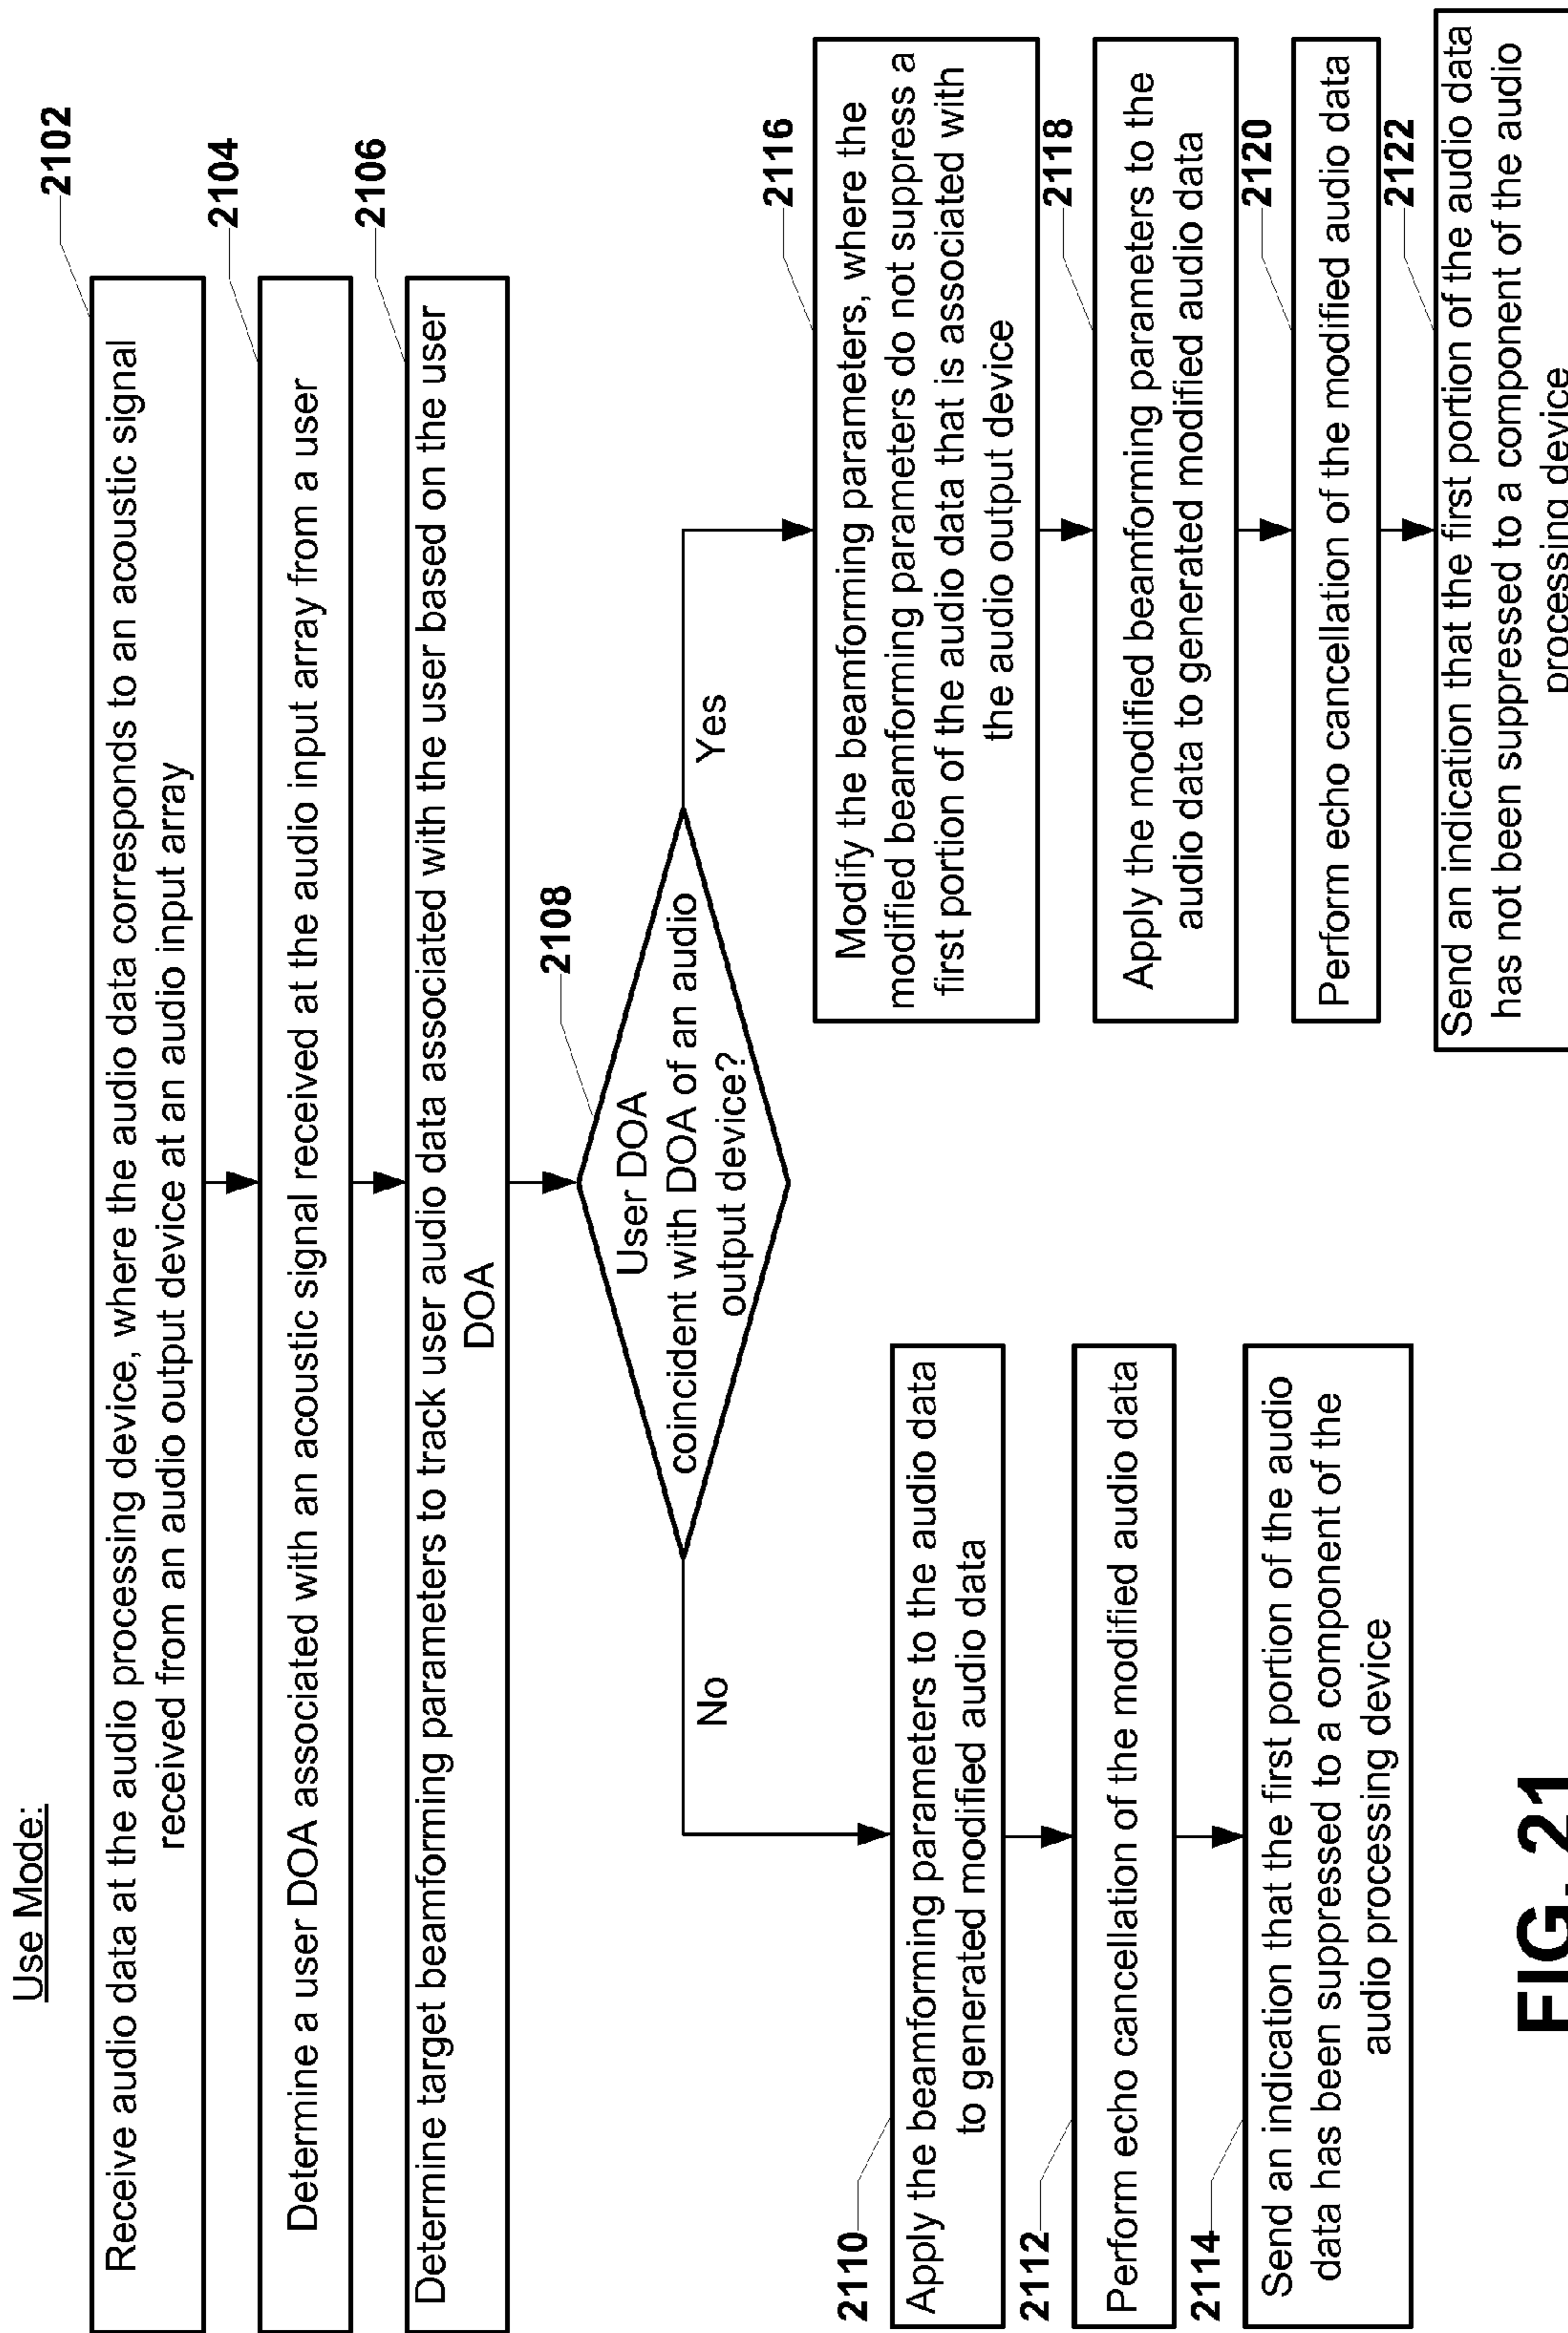 Use Mode:
2102
Receive audio data at the audio processing device, where the audio data corresponds to an acoustic signal
received from an audio output device at an audio input array
2104
Determine a user DOA associated with an acoustic signal received at the audio input array from a user
2106
Determine target beamforming parameters to track user audio data associated with the user based on the user
DOA
2108
User DOA
coincident with DOA of an audio
output device?
No
Yes
2110
Apply the beamforming parameters to the audio data
to generated modified audio data
2112
Perform echo cancellation of the modified audio data
2114
Send an indication that the first portion of the audio
data has been suppressed to a component of the
audio processing device
2116
Modify the beamforming parameters, where the
modified beamforming parameters do not suppress a
first portion of the audio data that is associated with
the audio output device
2118
Apply the modified beamforming parameters to the
audio data to generated modified audio data
2120
Perform echo cancellation of the modified audio data
2122
Send an indication that the first portion of the audio data
has not been suppressed to a component of the audio
processing device
FIG. 21